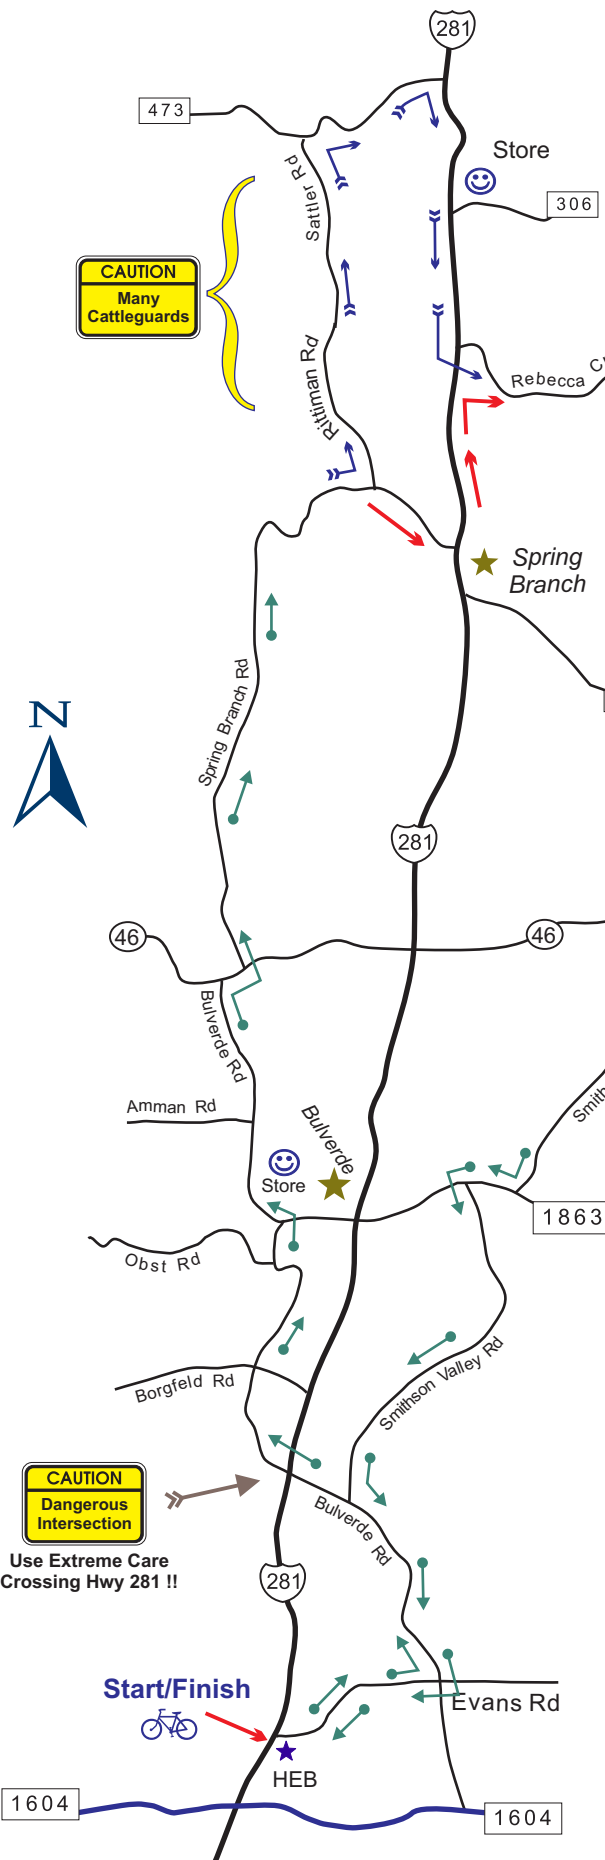 281
473
Store
Sattler Rd
306
CAUTION
Many
Cattleguards
Rittiman Rd
Rebecca
Spring
Branch
Spring Branch Rd
N
281
46
46
Bulverde Rd
Amman Rd
Bulverde
Smith
Store
1863
Obst Rd
Smithson Valley Rd
Borgfeld Rd
CAUTION
Dangerous
Intersection
Bulverde Rd
Use Extreme Care
Crossing Hwy 281 !!
281
Start/Finish
Evans Rd
HEB
1604
1604